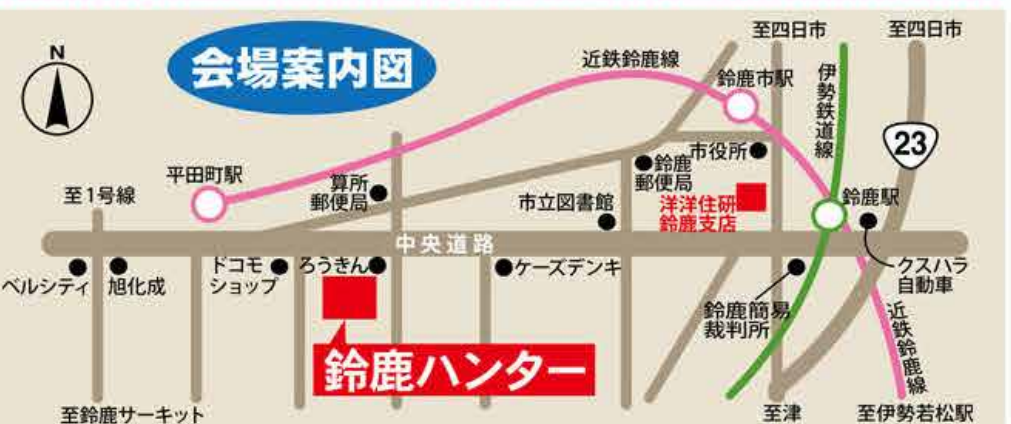 N
会場案内図
近鉄鈴鹿線
至四日市
至四日市
鈴鹿市駅
伊勢鉄道線
23
平田町駅
至1号線
算所
郵便局
市役所
鈴鹿
郵便局
市立図書館
洋洋住研
鈴鹿支店
鈴鹿駅
中央道路
ベルシティ
旭化成
ドコモ
ショップ
ろうきん
ケーズデンキ
クスハラ
自動車
鈴鹿簡易
裁判所
鈴鹿ハンター
近鉄鈴鹿線
至鈴鹿サーキット
至津
至伊勢若松駅